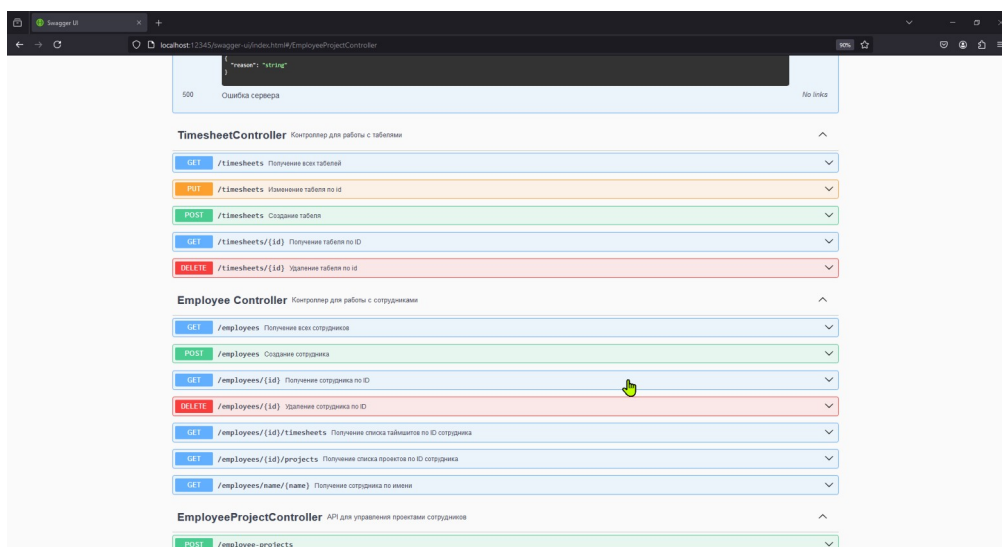 Swagger UI
localhost:12345/swagger-ui/index.html#/EmployeeProjectController
90%
{
"reason": "string"
}
500 Ошибка сервера No links
TimesheetController Контроллер для работы с табелями
GET /timesheets Получение всех табелей
PUT /timesheets Изменение табеля по id
POST /timesheets Создание табеля
GET /timesheets/{id} Получение табеля по ID
DELETE /timesheets/{id} Удаление табеля по id
Employee Controller Контроллер для работы с сотрудниками
GET /employees Получение всех сотрудников
POST /employees Создание сотрудника
GET /employees/{id} Получение сотрудника по ID
DELETE /employees/{id} Удаление сотрудника по ID
GET /employees/{id}/timesheets Получение списка таймшитов по ID сотрудника
GET /employees/{id}/projects Получение списка проектов по ID сотрудника
GET /employees/name/{name} Получение сотрудника по имени
EmployeeProjectController API для управления проектами сотрудников
POST /employee-projects